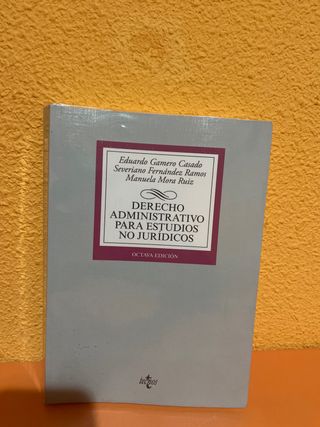 Eduardo Gamero Casado
Severiano Fernández Ramos
Manuela Mora Ruiz
DERECHO
ADMINISTRATIVO
PARA ESTUDIOS
NO JURÍDICOS
OCTAVA EDICIÓN
tecnos